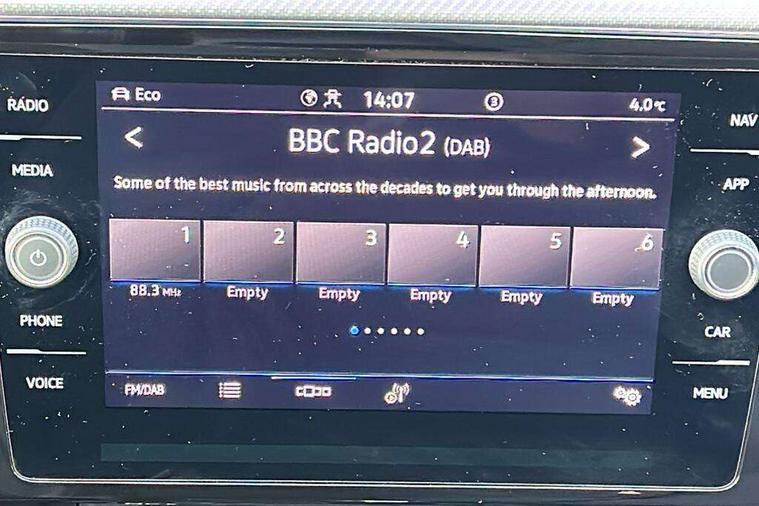 RADIO
MEDIA
PHONE
VOICE
Eco 14:07 3 4.0°C
< BBC Radio2 (DAB) >
Some of the best music from across the decades to get you through the afternoon.
1 2 3 4 5 6
88.3 MHz Empty Empty Empty Empty Empty
FM/DAB
NAV
APP
CAR
MENU